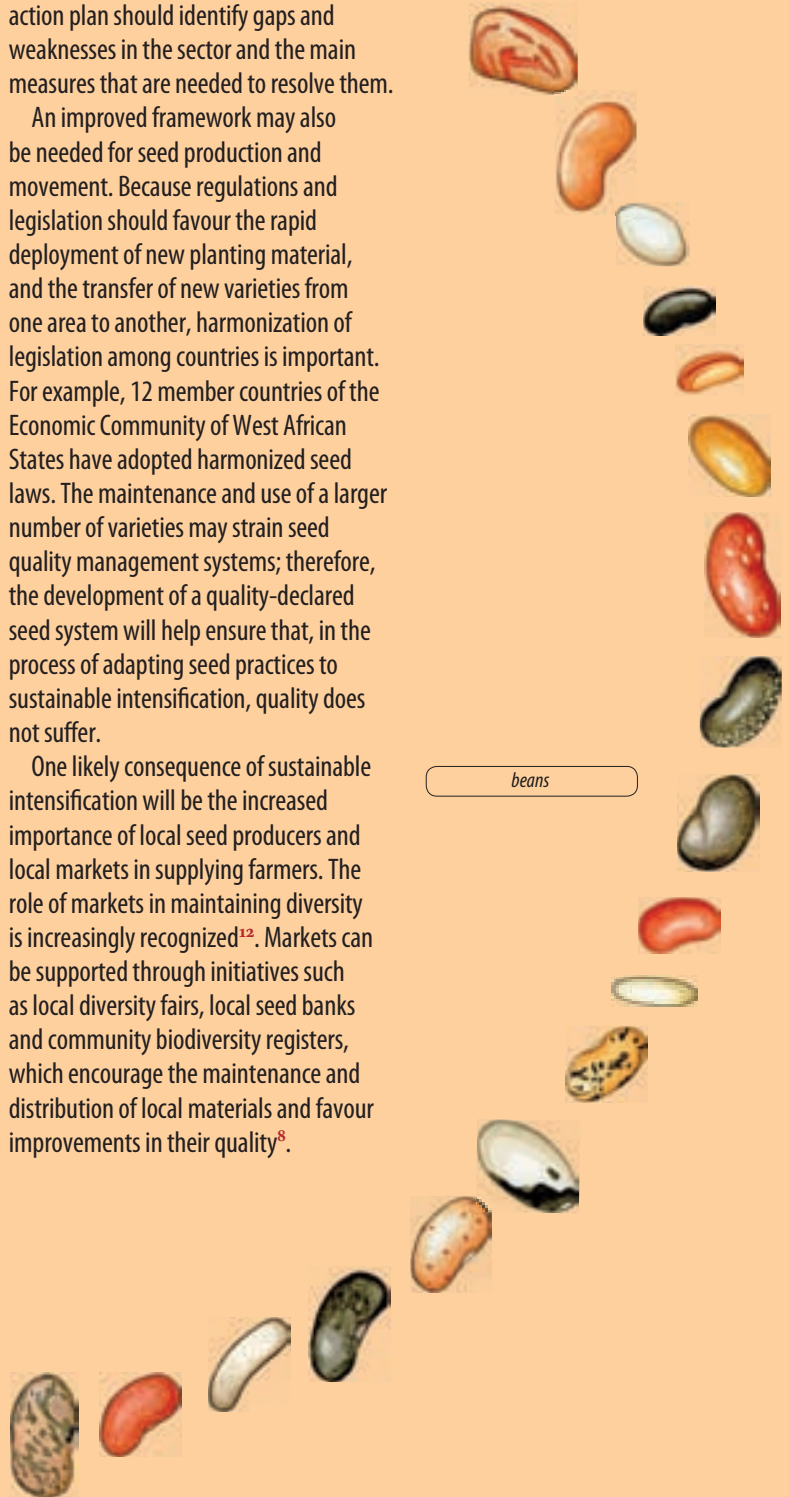 action plan should identify gaps and
weaknesses in the sector and the main
measures that are needed to resolve them.
An improved framework may also
be needed for seed production and
movement. Because regulations and
legislation should favour the rapid
deployment of new planting material,
and the transfer of new varieties from
one area to another, harmonization of
legislation among countries is important.
For example, 12 member countries of the
Economic Community of West African
States have adopted harmonized seed
laws. The maintenance and use of a larger
number of varieties may strain seed
quality management systems; therefore,
the development of a quality-declared
seed system will help ensure that, in the
process of adapting seed practices to
sustainable intensification, quality does
not suffer.
One likely consequence of sustainable
intensification will be the increased
importance of local seed producers and
local markets in supplying farmers. The
role of markets in maintaining diversity
is increasingly recognized¹². Markets can
be supported through initiatives such
as local diversity fairs, local seed banks
and community biodiversity registers,
which encourage the maintenance and
distribution of local materials and favour
improvements in their quality⁸.
beans